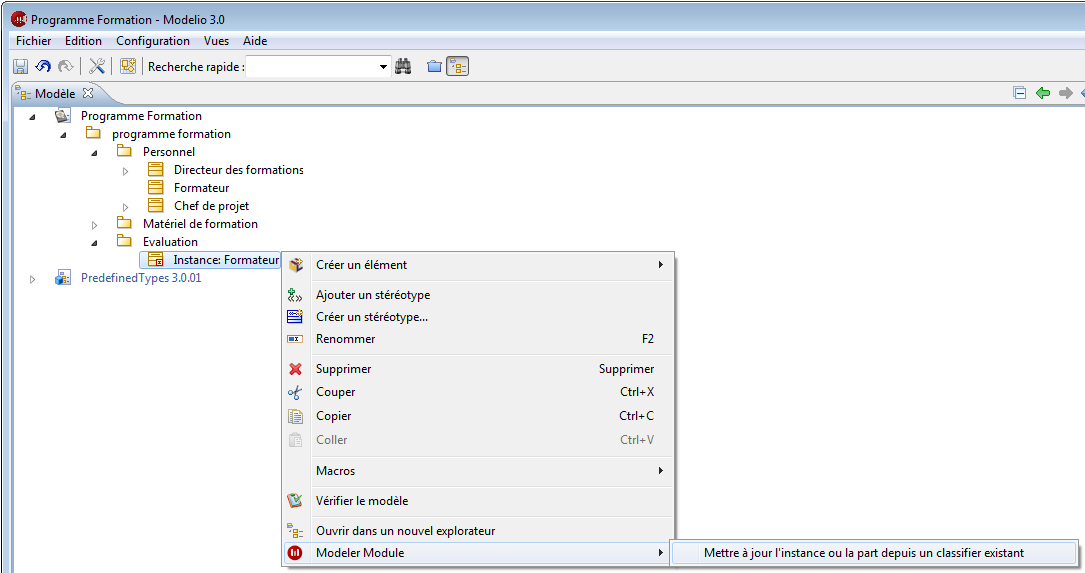 Programme Formation - Modelio 3.0
Fichier Edition Configuration Vues Aide
Recherche rapide :
Modèle
Programme Formation
programme formation
Personnel
Directeur des formations
Formateur
Chef de projet
Matériel de formation
Evaluation
Instance: Formateur
PredefinedTypes 3.0.01
Créer un élément
Ajouter un stéréotype
Créer un stéréotype...
Renommer F2
Supprimer Supprimer
Couper Ctrl+X
Copier Ctrl+C
Coller Ctrl+V
Macros
Vérifier le modèle
Ouvrir dans un nouvel explorateur
Modeler Module
Mettre à jour l'instance ou la part depuis un classifier existant